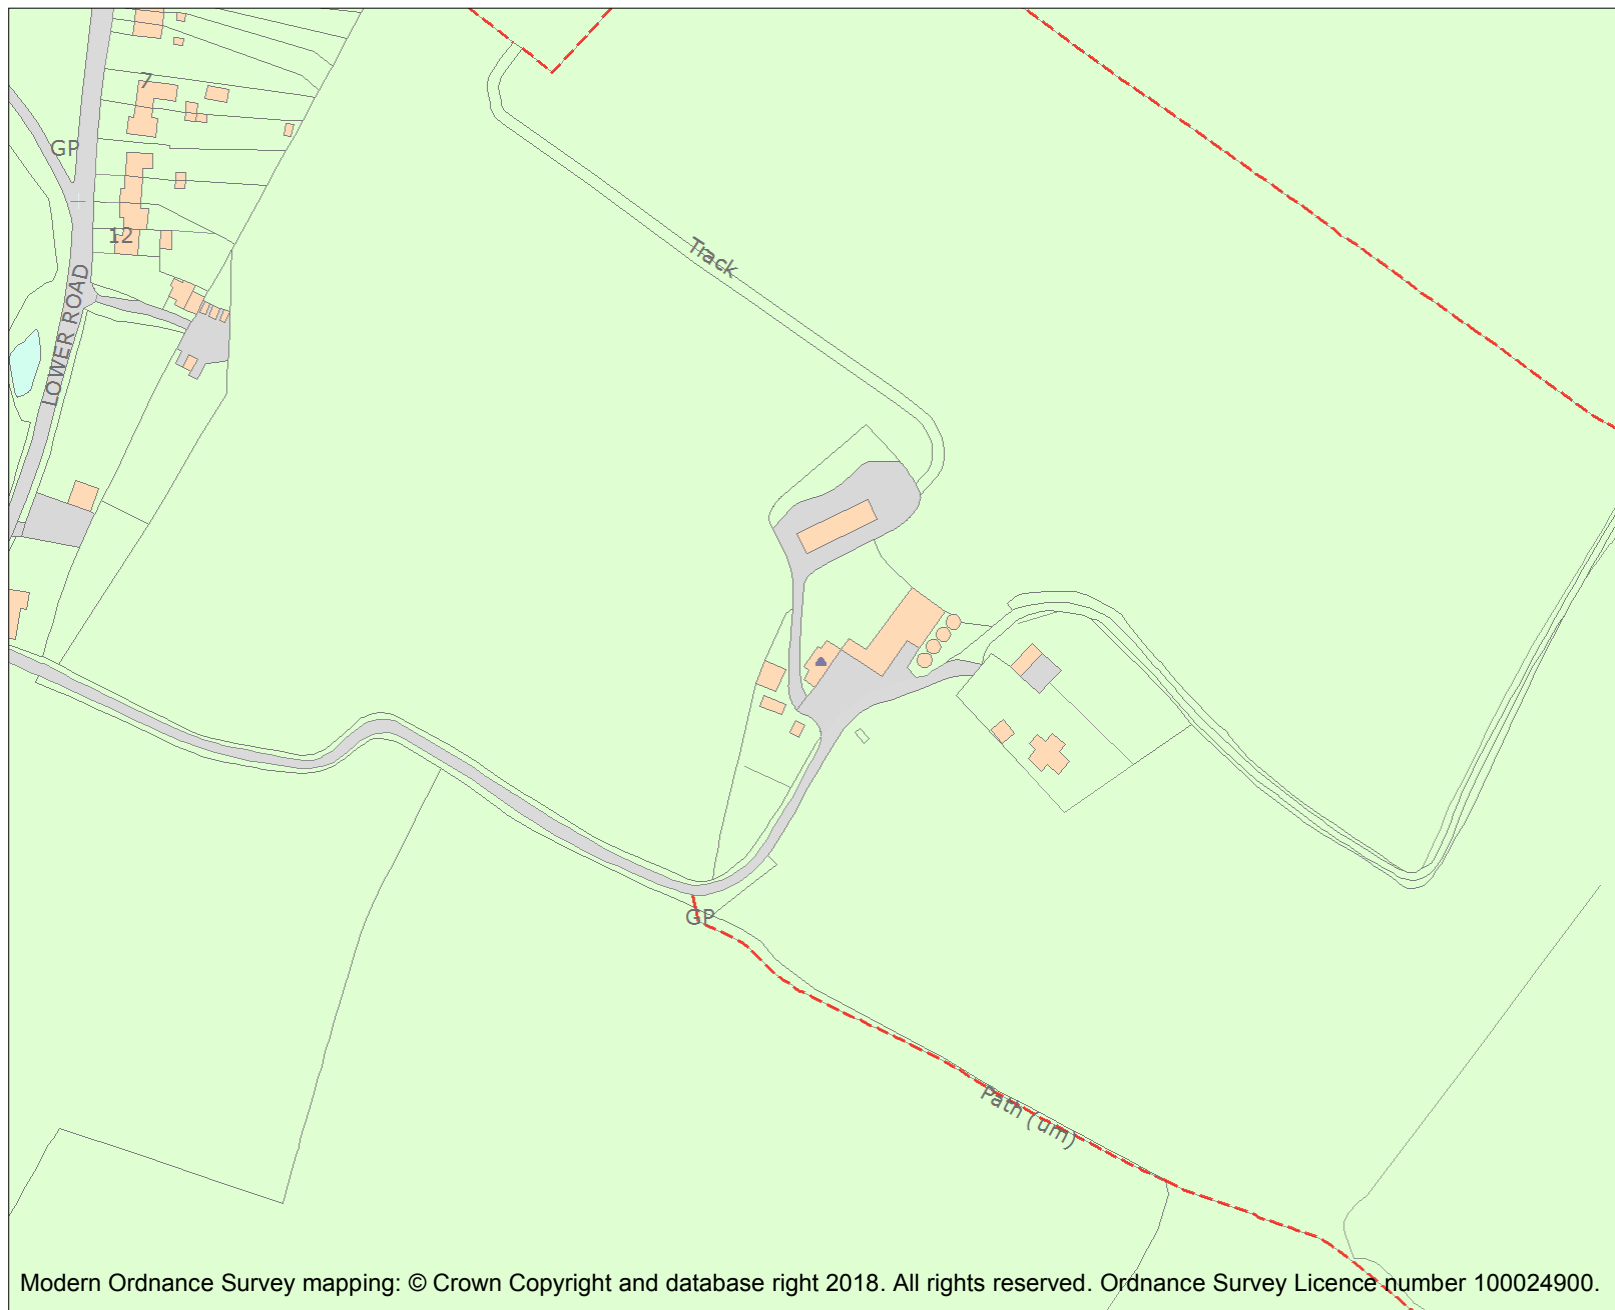 7
GP
12
Track
LOWER ROAD
GP
Path (um)
Modern Ordnance Survey mapping: © Crown Copyright and database right 2018. All rights reserved. Ordnance Survey Licence number 100024900.